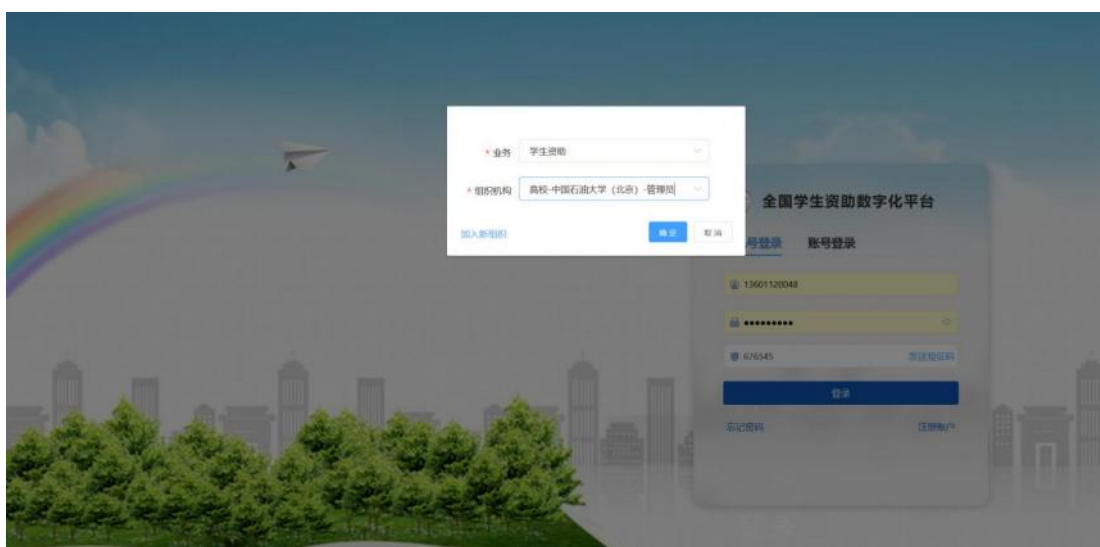 * 业务 学生资助
* 组织机构 高校-中国石油大学（北京）-管理员
加入新组织 确定 取消
全国学生资助数字化平台
号登录 账号登录
13601120048
•••••••••
676545 发送验证码
登录
忘记密码 注册账户